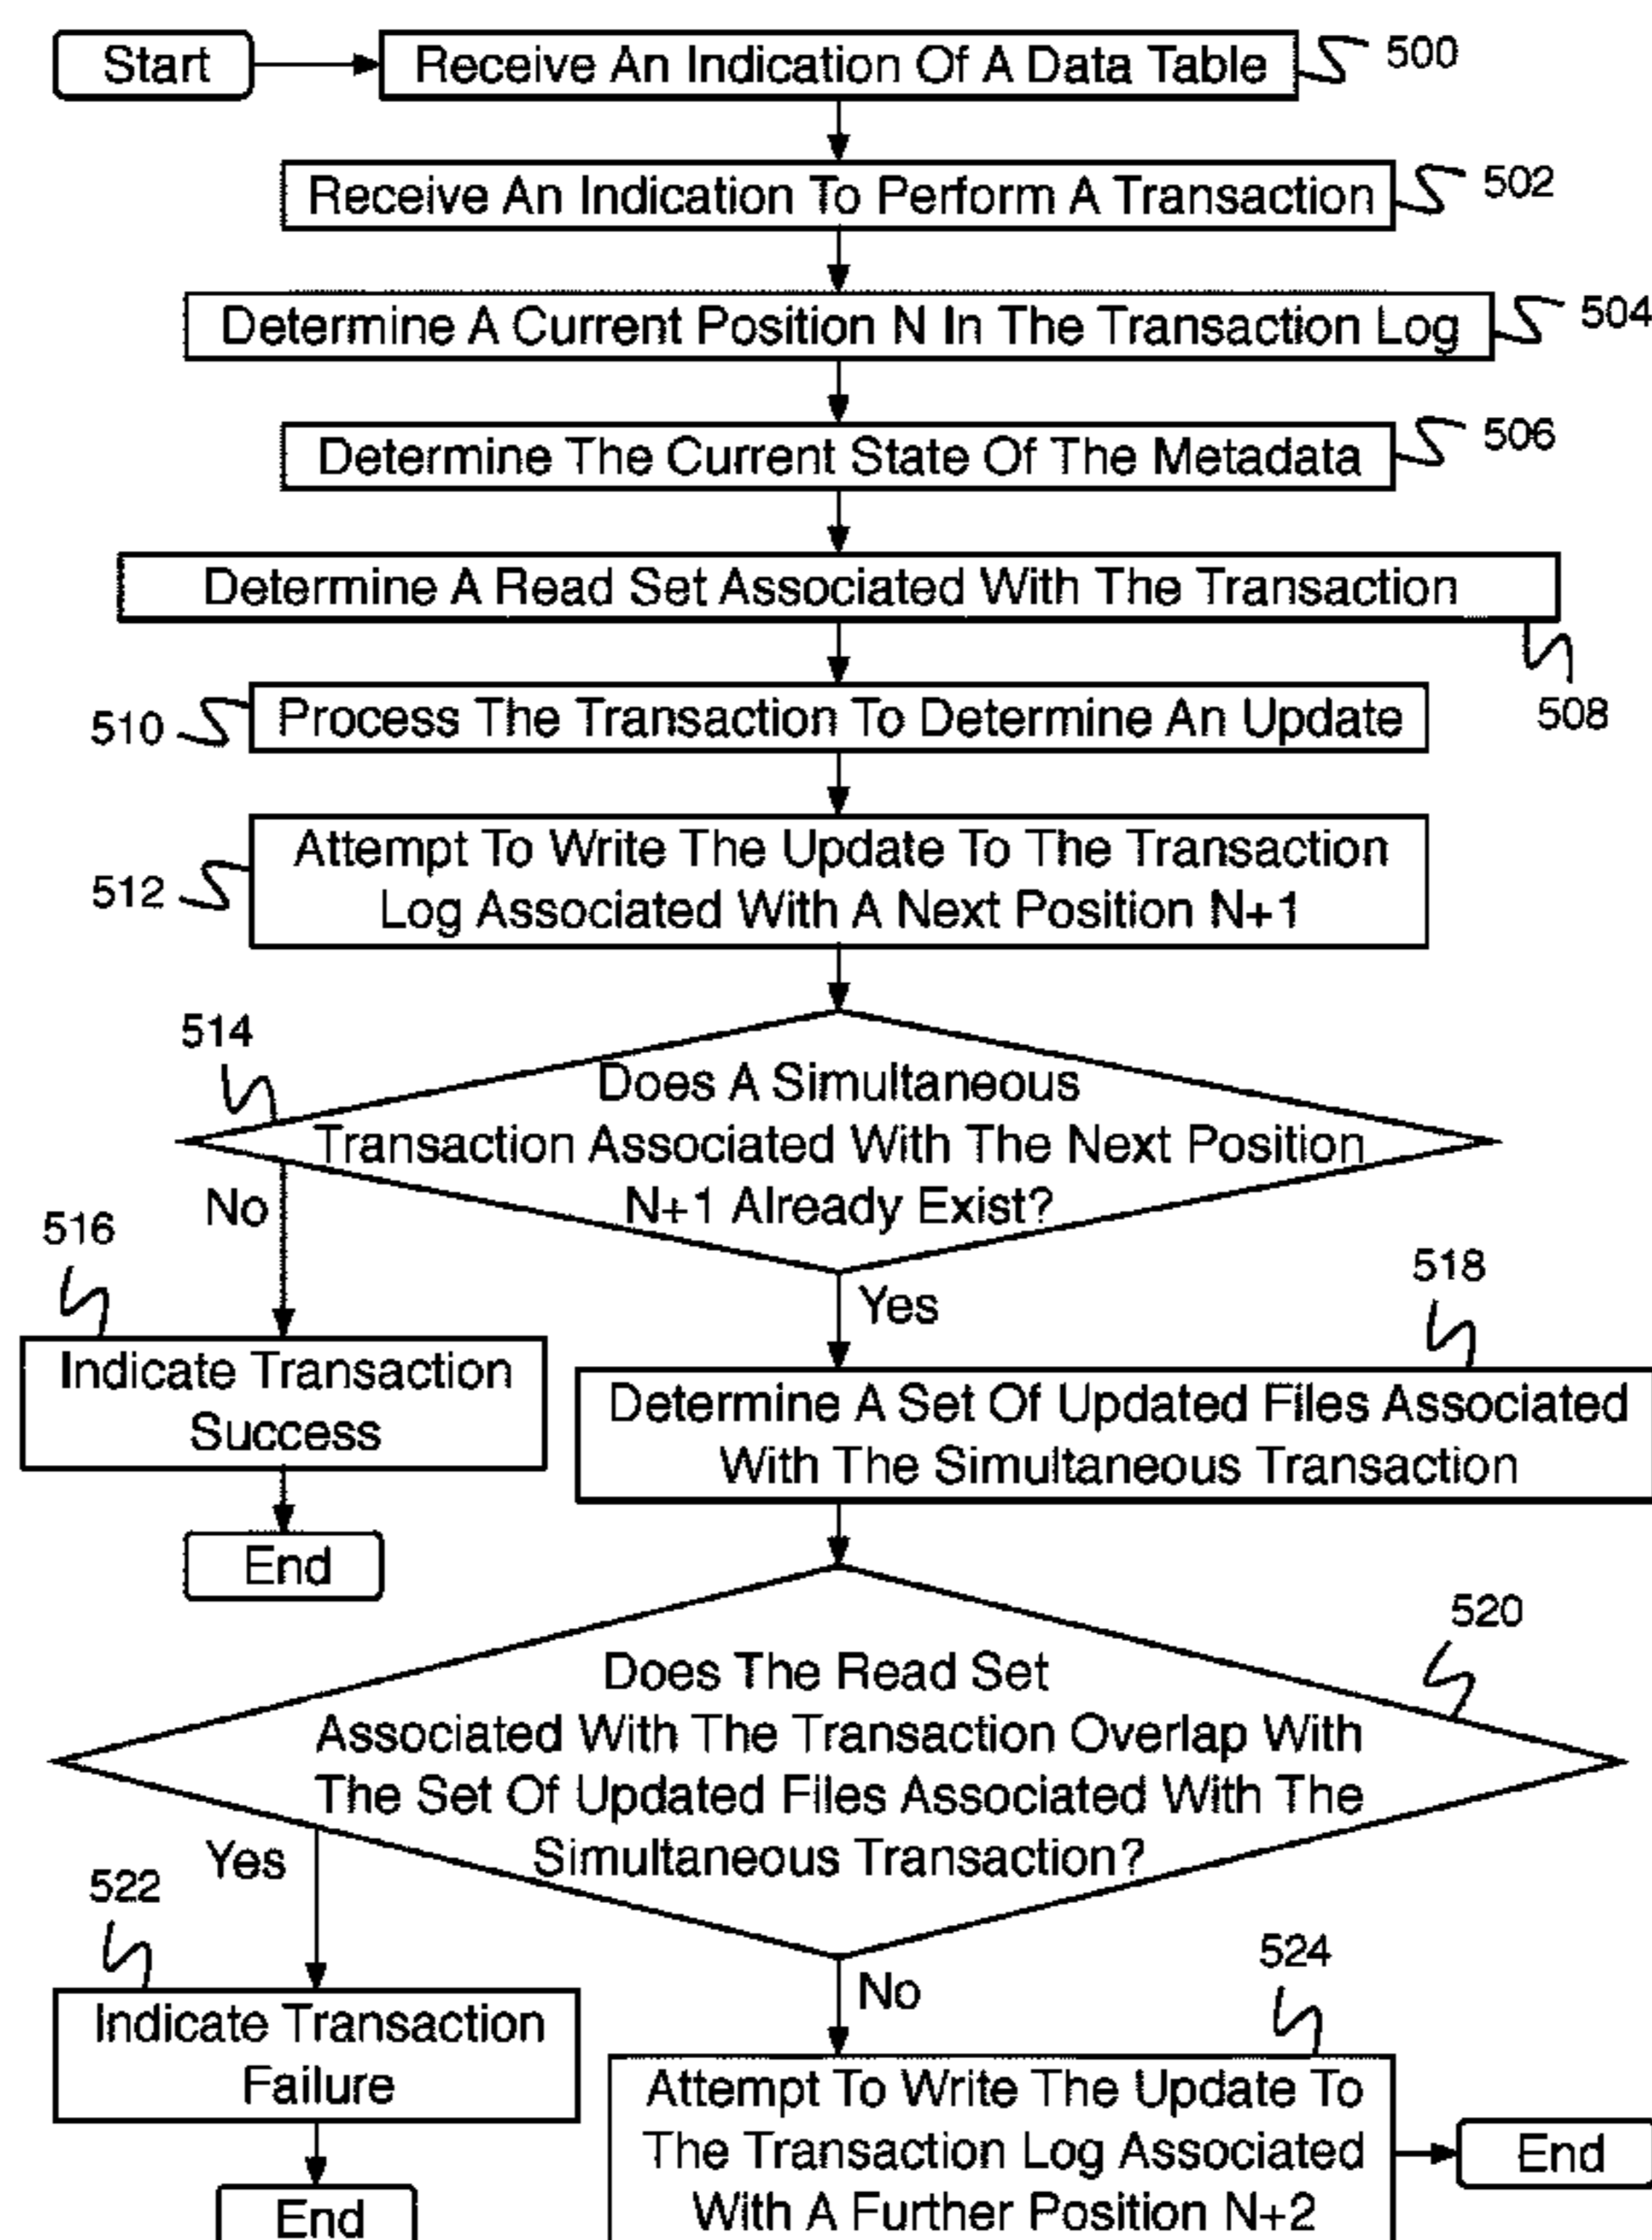 Start
Receive An Indication Of A Data Table
500
Receive An Indication To Perform A Transaction
502
Determine A Current Position N In The Transaction Log
504
Determine The Current State Of The Metadata
506
Determine A Read Set Associated With The Transaction
508
510
Process The Transaction To Determine An Update
512
Attempt To Write The Update To The Transaction
Log Associated With A Next Position N+1
514
Does A Simultaneous
Transaction Associated With The Next Position
N+1 Already Exist?
No
Yes
516
Indicate Transaction
Success
End
518
Determine A Set Of Updated Files Associated
With The Simultaneous Transaction
520
Does The Read Set
Associated With The Transaction Overlap With
The Set Of Updated Files Associated With The
Simultaneous Transaction?
Yes
No
522
Indicate Transaction
Failure
End
524
Attempt To Write The Update To
The Transaction Log Associated
With A Further Position N+2
End